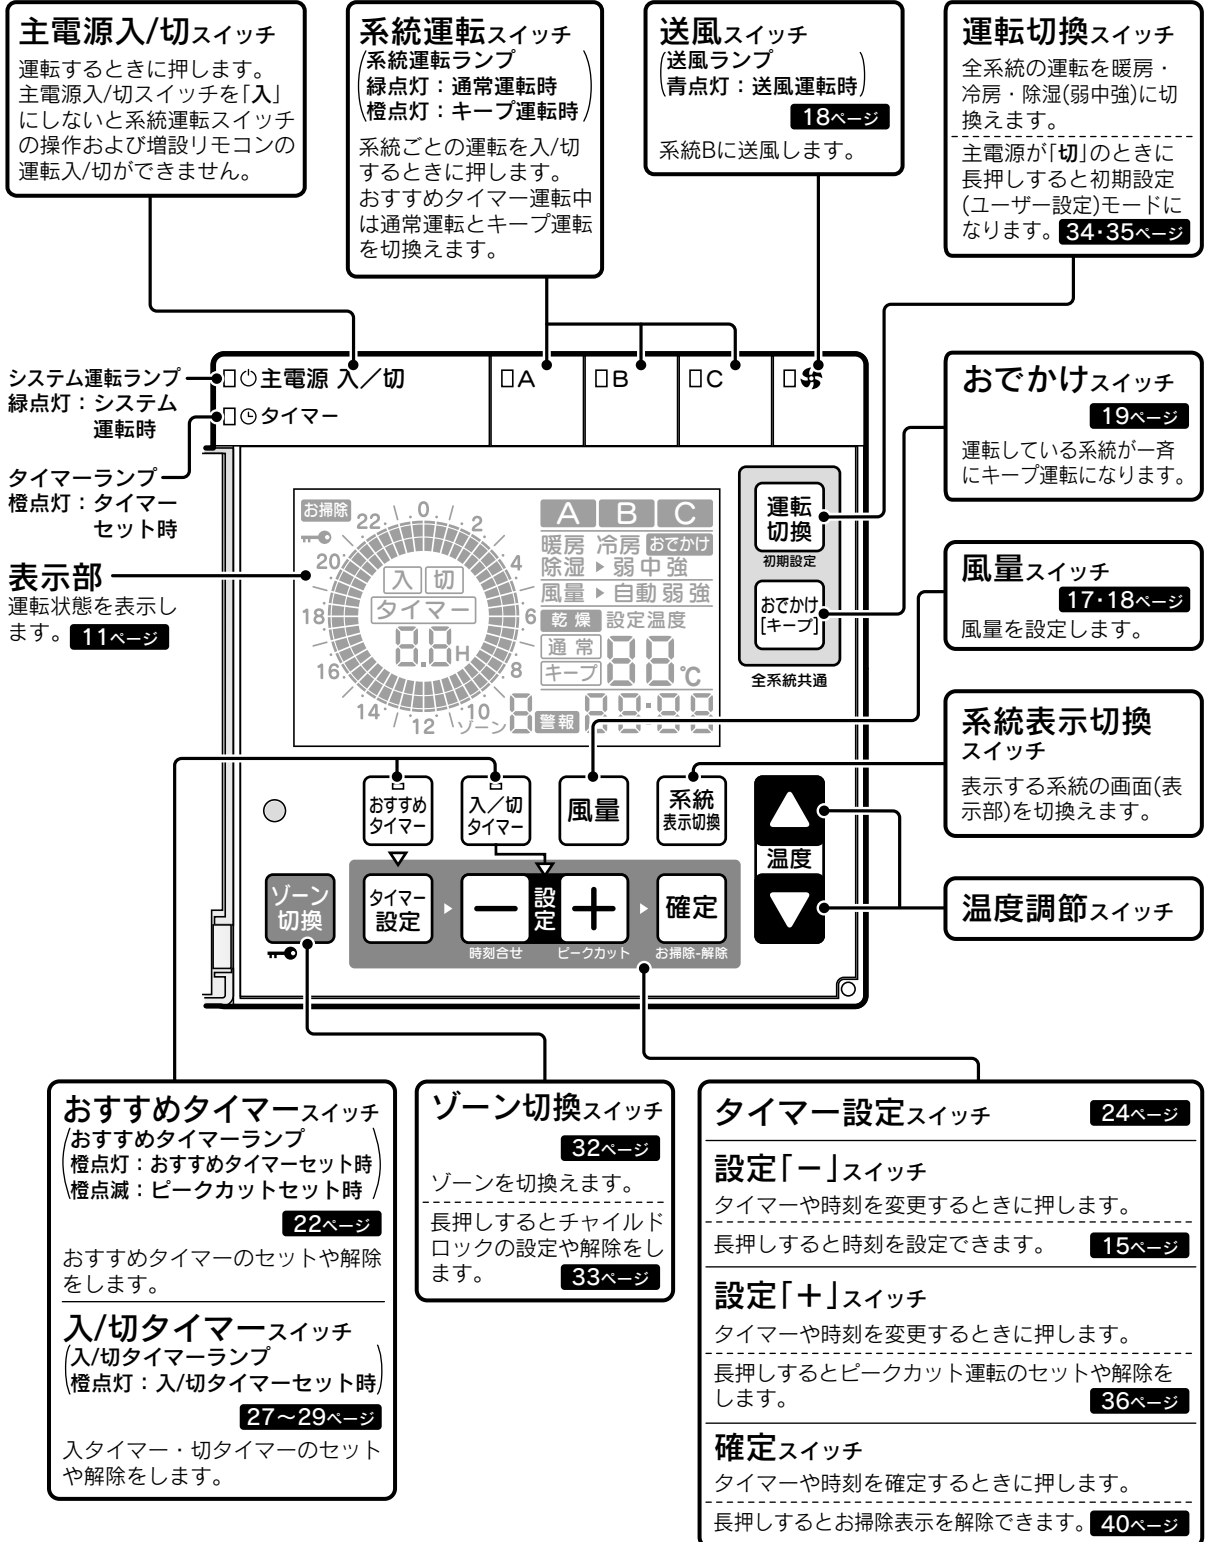 主電源入/切スイッチ
運転するときに押します。
主電源入/切スイッチを「入」
にしないと系統運転スイッチ
の操作および増設リモコンの
運転入/切ができません。
系統運転スイッチ
(系統運転ランプ
緑点灯：通常運転時
橙点灯：キープ運転時)
系統ごとの運転を入/切
するときに押します。
おすすめタイマー運転中
は通常運転とキープ運転
を切換えます。
送風スイッチ
(送風ランプ
青点灯：送風運転時)
18ページ
系統Bに送風します。
運転切換スイッチ
全系統の運転を暖房・
冷房・除湿(弱中強)に切
換えます。
主電源が「切」のときに
長押しすると初期設定
(ユーザー設定)モードに
なります。 34･35ページ
システム運転ランプ
緑点灯：システム
運転時
タイマーランプ
橙点灯：タイマー
セット時
表示部
運転状態を表示し
ます。 11ページ
主電源 入／切
タイマー
A
B
C
お掃除
0
2
4
6
8
10
12
14
16
18
20
22
入 切
タイマー
8.8H
ゾーン 8
A B C
暖房 冷房 おでかけ
除湿 ▶ 弱 中 強
風量 ▶ 自動 弱 強
乾燥 設定温度
通常
キープ
88℃
警報 88:88
運転
切換
初期設定
おでかけ
[キープ]
全系統共通
おすすめ
タイマー
入／切
タイマー
風量
系統
表示切換
温度
ゾーン
切換
タイマー
設定
－ 設定 ＋
確定
時刻合せ
ピークカット
お掃除-解除
おでかけスイッチ
19ページ
運転している系統が一斉
にキープ運転になります。
風量スイッチ
17･18ページ
風量を設定します。
系統表示切換
スイッチ
表示する系統の画面(表
示部)を切換えます。
温度調節スイッチ
おすすめタイマースイッチ
(おすすめタイマーランプ
橙点灯：おすすめタイマーセット時
橙点滅：ピークカットセット時)
22ページ
おすすめタイマーのセットや解除
をします。
入/切タイマースイッチ
(入/切タイマーランプ
橙点灯：入/切タイマーセット時)
27～29ページ
入タイマー・切タイマーのセット
や解除をします。
ゾーン切換スイッチ
32ページ
ゾーンを切換えます。
長押しするとチャイルド
ロックの設定や解除をし
ます。 33ページ
タイマー設定スイッチ 24ページ
設定「－」スイッチ
タイマーや時刻を変更するときに押します。
長押しすると時刻を設定できます。 15ページ
設定「＋」スイッチ
タイマーや時刻を変更するときに押します。
長押しするとピークカット運転のセットや解除を
します。 36ページ
確定スイッチ
タイマーや時刻を確定するときに押します。
長押しするとお掃除表示を解除できます。 40ページ